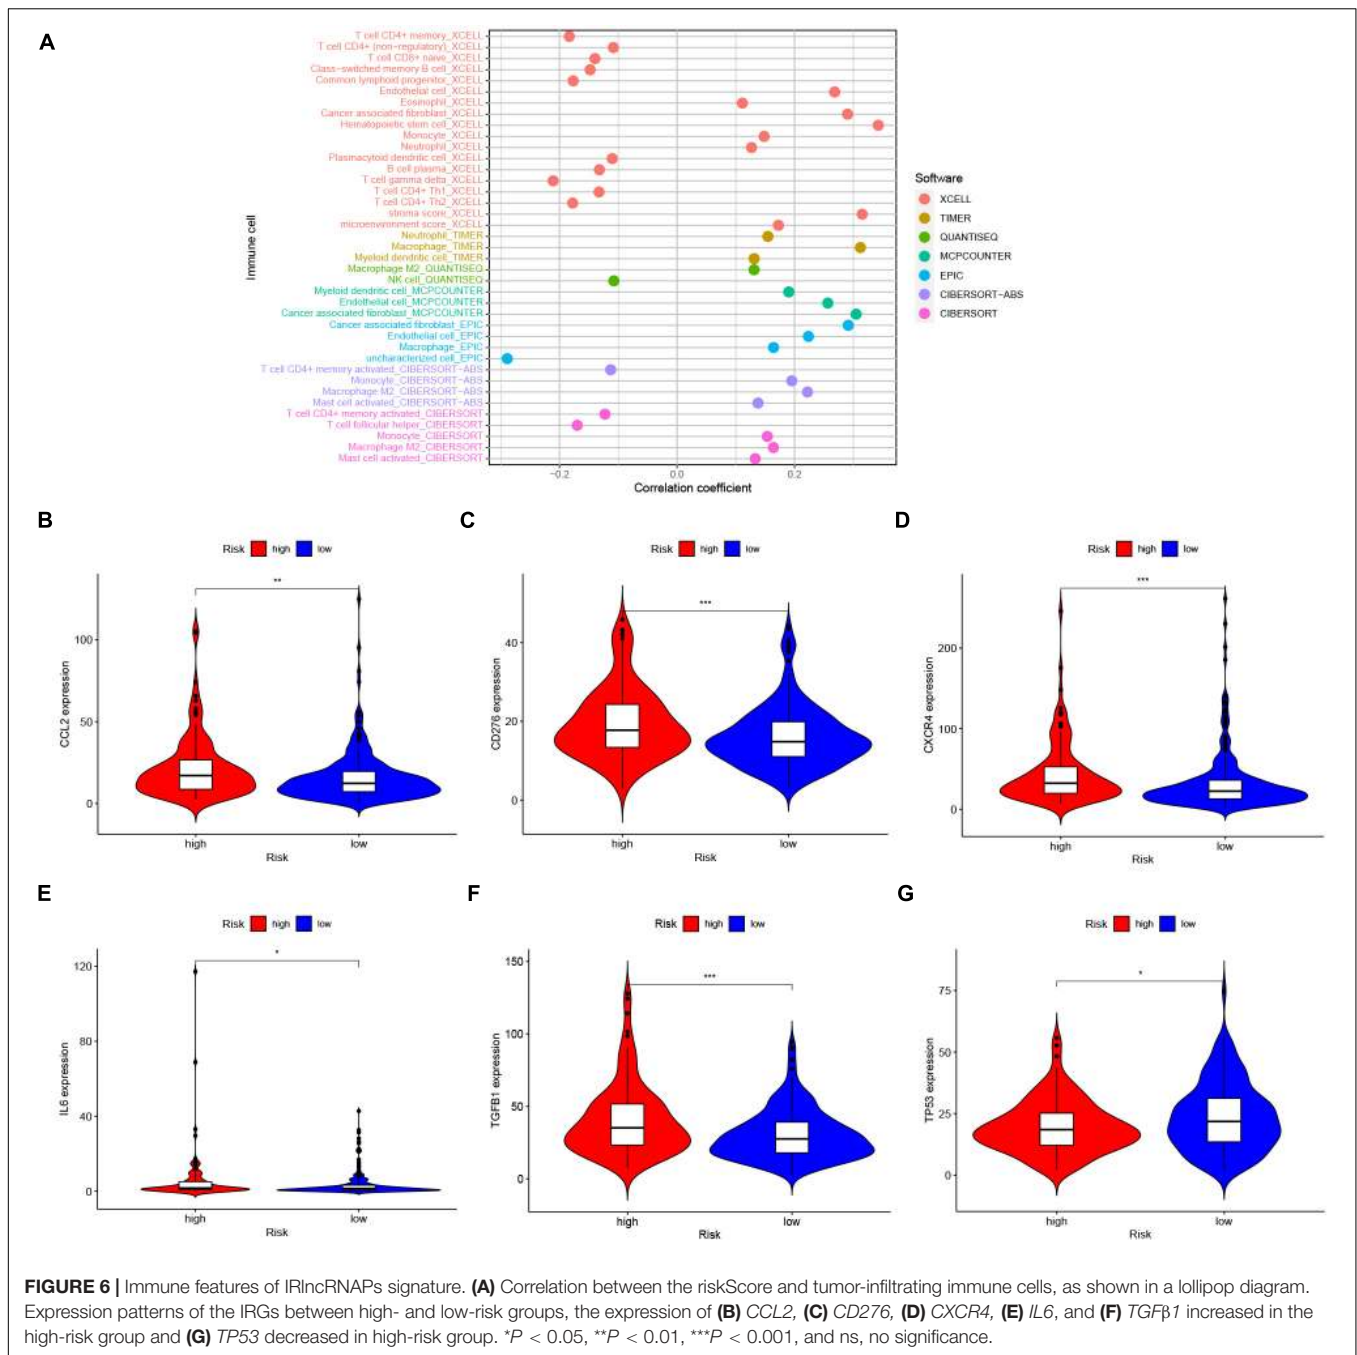 A
T cell CD4+ memory_XCELL
T cell CD4+ (non-regulatory)_XCELL
T cell CD8+ naive_XCELL
Class-switched memory B cell_XCELL
Common lymphoid progenitor_XCELL
Endothelial cell_XCELL
Eosinophil_XCELL
Cancer associated fibroblast_XCELL
Hematopoietic stem cell_XCELL
Monocyte_XCELL
Neutrophil_XCELL
Plasmacytoid dendritic cell_XCELL
B cell plasma_XCELL
T cell gamma delta_XCELL
T cell CD4+ Th1_XCELL
T cell CD4+ Th2_XCELL
stroma score_XCELL
microenvironment score_XCELL
Neutrophil_TIMER
Macrophage_TIMER
Myeloid dendritic cell_TIMER
Macrophage M2_QUANTISEQ
NK cell_QUANTISEQ
Myeloid dendritic cell_MCPCOUNTER
Endothelial cell_MCPCOUNTER
Cancer associated fibroblast_MCPCOUNTER
Cancer associated fibroblast_EPIC
Endothelial cell_EPIC
Macrophage_EPIC
uncharacterized cell_EPIC
T cell CD4+ memory activated_CIBERSORT-ABS
Monocyte_CIBERSORT-ABS
Macrophage M2_CIBERSORT-ABS
Mast cell activated_CIBERSORT-ABS
T cell CD4+ memory activated_CIBERSORT
T cell follicular helper_CIBERSORT
Monocyte_CIBERSORT
Macrophage M2_CIBERSORT
Mast cell activated_CIBERSORT
Immune cell
-0.2 0.0 0.2
Correlation coefficient
Software
XCELL
TIMER
QUANTISEQ
MCPCOUNTER
EPIC
CIBERSORT-ABS
CIBERSORT
B
Risk high low
**
CCL2 expression
100
50
0
high low
Risk
C
Risk high low
***
CD276 expression
40
20
0
high low
Risk
D
Risk high low
***
CXCR4 expression
200
100
0
high low
Risk
E
Risk high low
*
IL6 expression
120
80
40
0
high low
Risk
F
Risk high low
***
TGFB1 expression
150
100
50
0
high low
Risk
G
Risk high low
*
TP53 expression
75
50
25
0
high low
Risk
FIGURE 6 | Immune features of IRlncRNAPs signature. (A) Correlation between the riskScore and tumor-infiltrating immune cells, as shown in a lollipop diagram.
Expression patterns of the IRGs between high- and low-risk groups, the expression of (B) CCL2, (C) CD276, (D) CXCR4, (E) IL6, and (F) TGFβ1 increased in the
high-risk group and (G) TP53 decreased in high-risk group. *P < 0.05, **P < 0.01, ***P < 0.001, and ns, no significance.